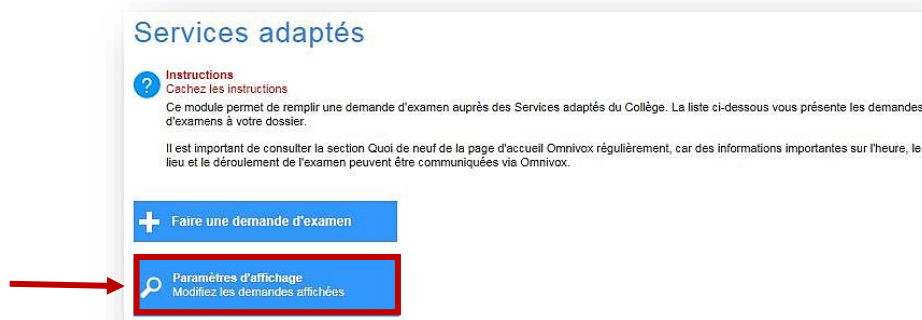 Services adaptés
Instructions
Cachez les instructions
Ce module permet de remplir une demande d'examen auprès des Services adaptés du Collège. La liste ci-dessous vous présente les demandes
d'examens à votre dossier.
Il est important de consulter la section Quoi de neuf de la page d'accueil Omnivox régulièrement, car des informations importantes sur l'heure, le
lieu et le déroulement de l'examen peuvent être communiquées via Omnivox.
Faire une demande d'examen
Paramètres d'affichage
Modifiez les demandes affichées